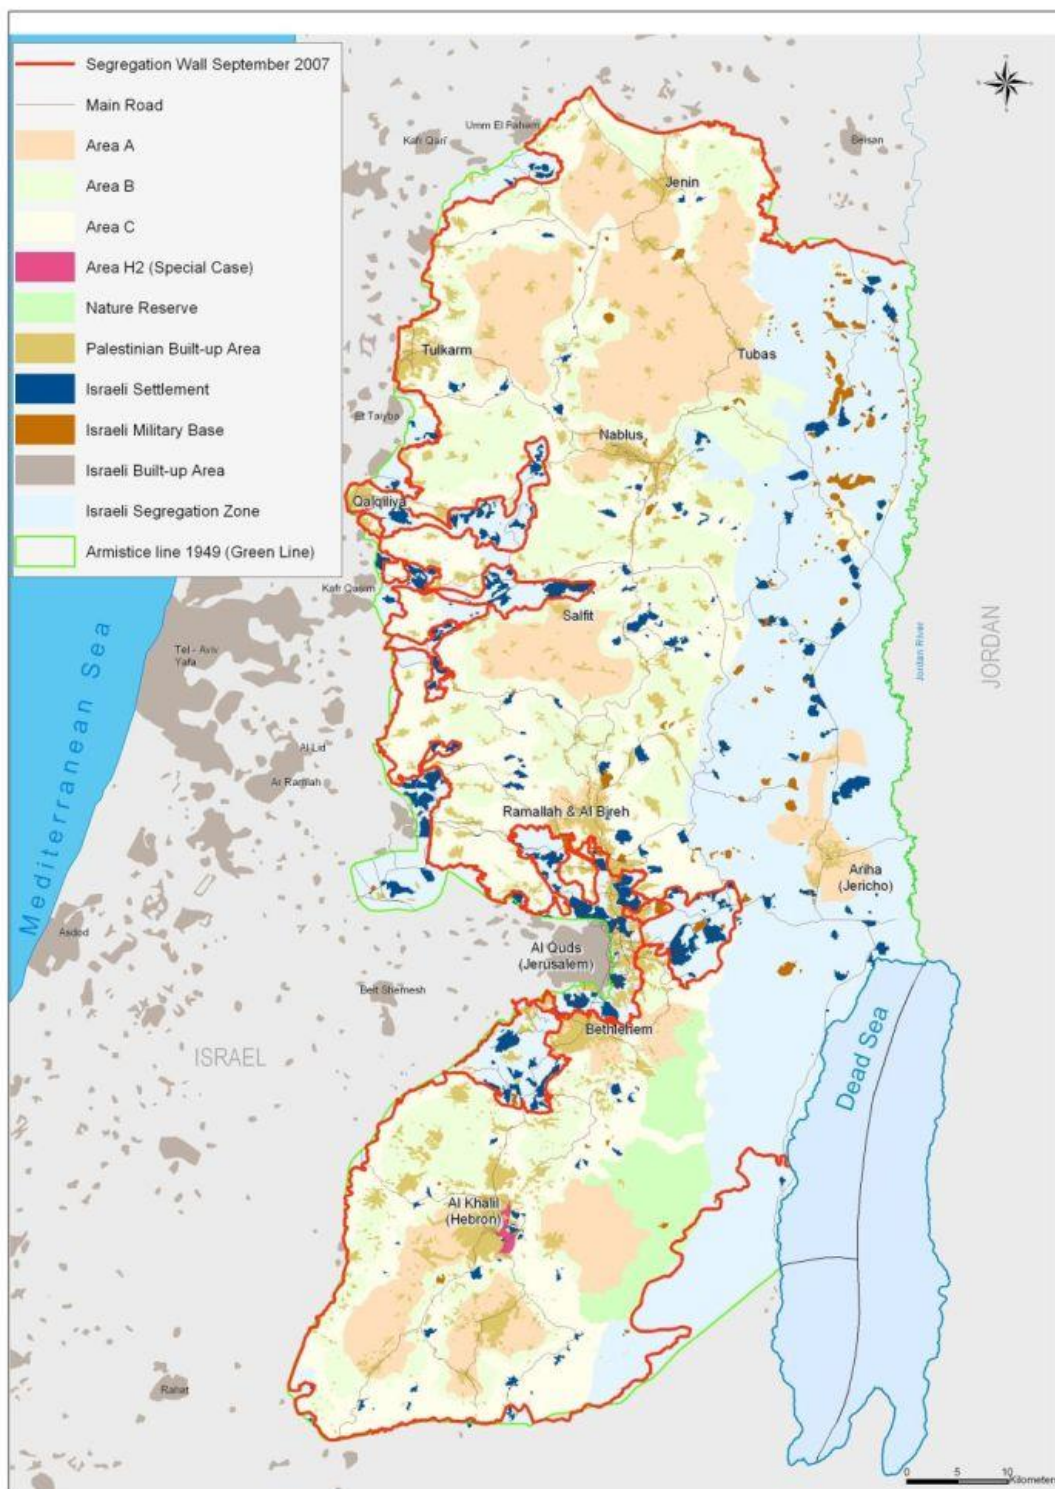 Segregation Wall September 2007
Main Road
Area A
Area B
Area C
Area H2 (Special Case)
Nature Reserve
Palestinian Built-up Area
Israeli Settlement
Israeli Military Base
Israeli Built-up Area
Israeli Segregation Zone
Armistice line 1949 (Green Line)
Umm El Fahem
Kafr Qari'
Beisan
Jenin
Tulkarm
Tubas
Et Taiyba
Nablus
Qalqiliya
Kafr Qasim
Salfit
Tel - Aviv
Yafa
Mediterranean Sea
Jordan River
JORDAN
Al Lid
Ar Ramlah
Ramallah & Al Bireh
Ariha
(Jericho)
Asdod
Al Quds
(Jerusalem)
Beit Shemesh
Bethlehem
ISRAEL
Dead Sea
Al Khalil
(Hebron)
Rahat
0 5 10
Kilometers